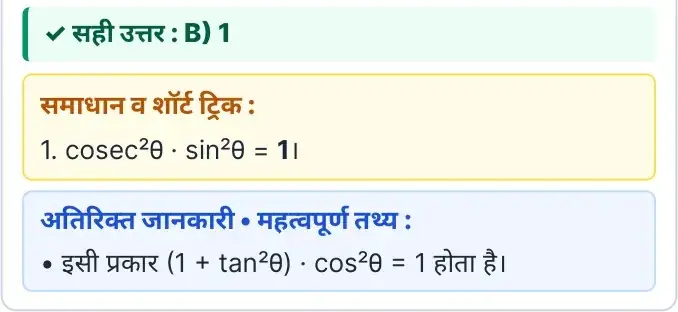 ✓ सही उत्तर : B) 1
समाधान व शॉर्ट ट्रिक :
1. cosec²θ · sin²θ = 1।
अतिरिक्त जानकारी • महत्वपूर्ण तथ्य :
• इसी प्रकार (1 + tan²θ) · cos²θ = 1 होता है।